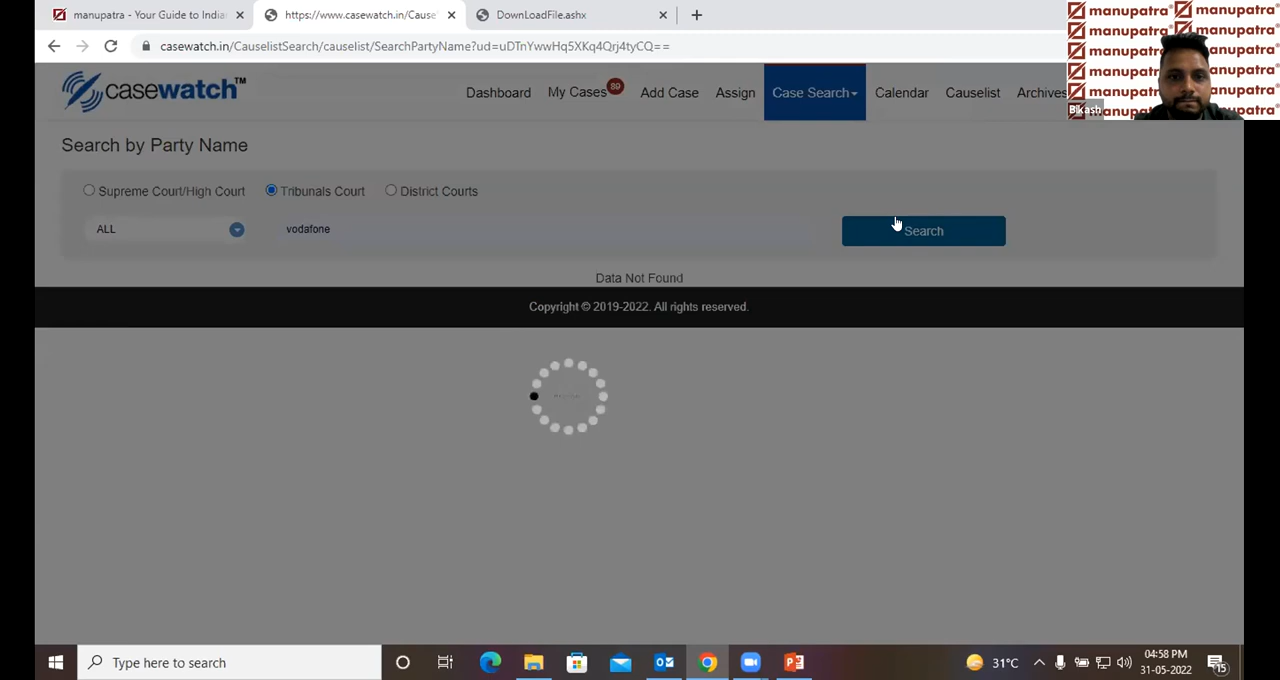 manupatra - Your Guide to India
https://www.casewatch.in/Cause
DownLoadFile.ashx
casewatch.in/CauselistSearch/causelist/SearchPartyName?ud=uDTnYwwHq5XKq4Qrj4tyCQ==
manupatra manupatra
manupatra manupatra
manupatra manupatra
manupatra
manupatra
manupatra
Bikash
casewatch™
Dashboard My Cases 89 Add Case Assign Case Search Calendar Causelist Archives
Search by Party Name
Supreme Court/High Court Tribunals Court District Courts
ALL vodafone Search
Data Not Found
Copyright © 2019-2022. All rights reserved.
Type here to search
31°C
04:58 PM
31-05-2022
15